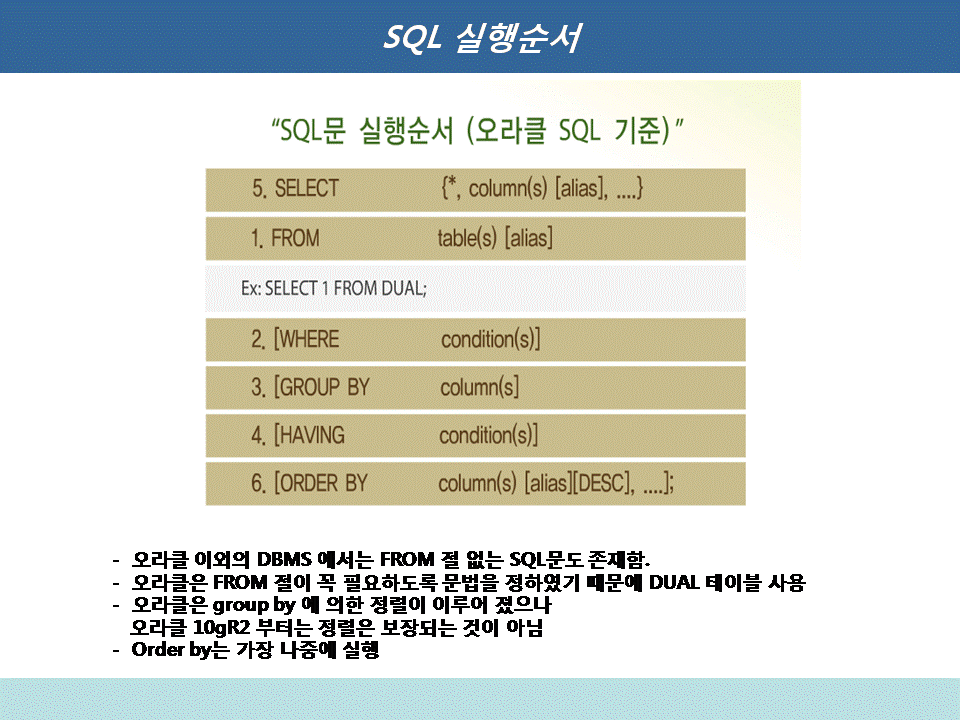 SQL 실행순서
“SQL문 실행순서 (오라클 SQL 기준)”
5. SELECT {*, column(s) [alias], ....}
1. FROM table(s) [alias]
Ex: SELECT 1 FROM DUAL;
2. [WHERE condition(s)]
3. [GROUP BY column(s]
4. [HAVING condition(s)]
6. [ORDER BY column(s) [alias][DESC], ....];
- 오라클 이외의 DBMS 에서는 FROM 절 없는 SQL문도 존재함.
- 오라클은 FROM 절이 꼭 필요하도록 문법을 정하였기 때문에 DUAL 테이블 사용
- 오라클은 group by 에 의한 정렬이 이루어 졌으나
오라클 10gR2 부터는 정렬은 보장되는 것이 아님
- Order by는 가장 나중에 실행